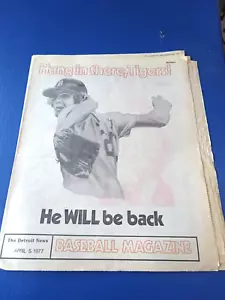 Hang in there, Tigers!
He WILL be back
The Detroit News
APRIL 5, 1977
BASEBALL MAGAZINE